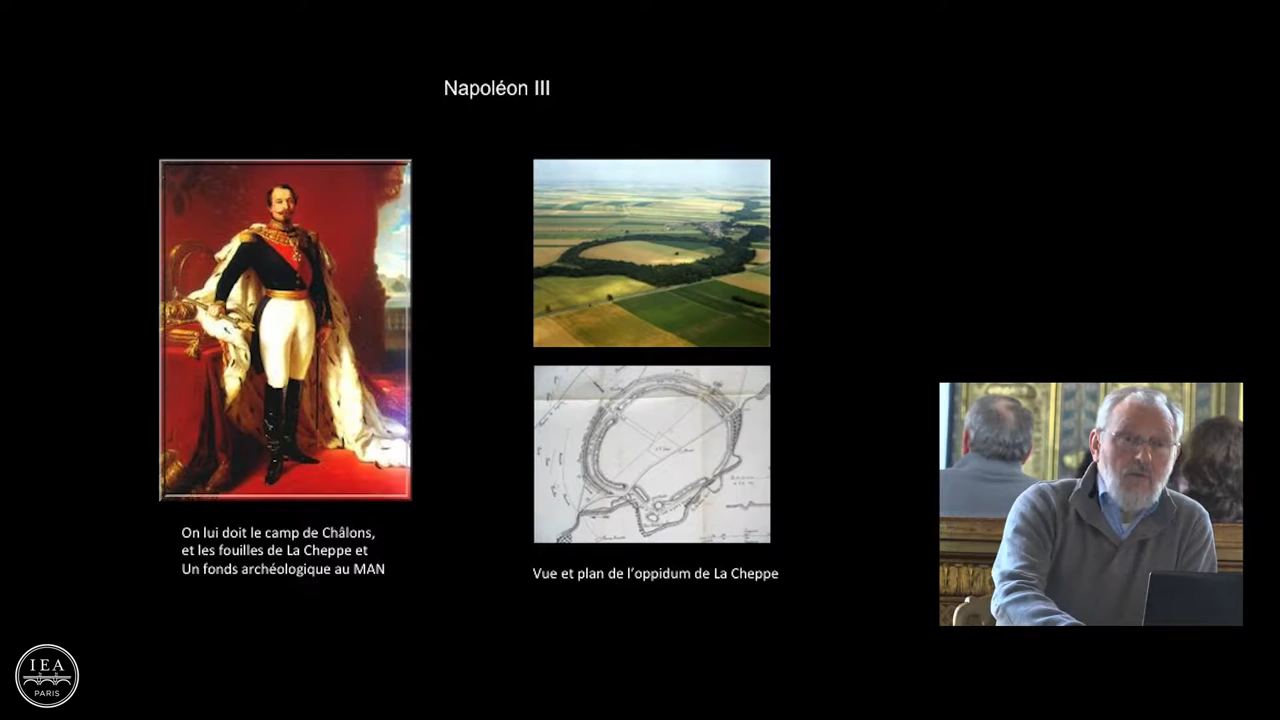 Napoléon III
On lui doit le camp de Châlons,
et les fouilles de La Cheppe et
Un fonds archéologique au MAN
Vue et plan de l'oppidum de La Cheppe
IEA
PARIS